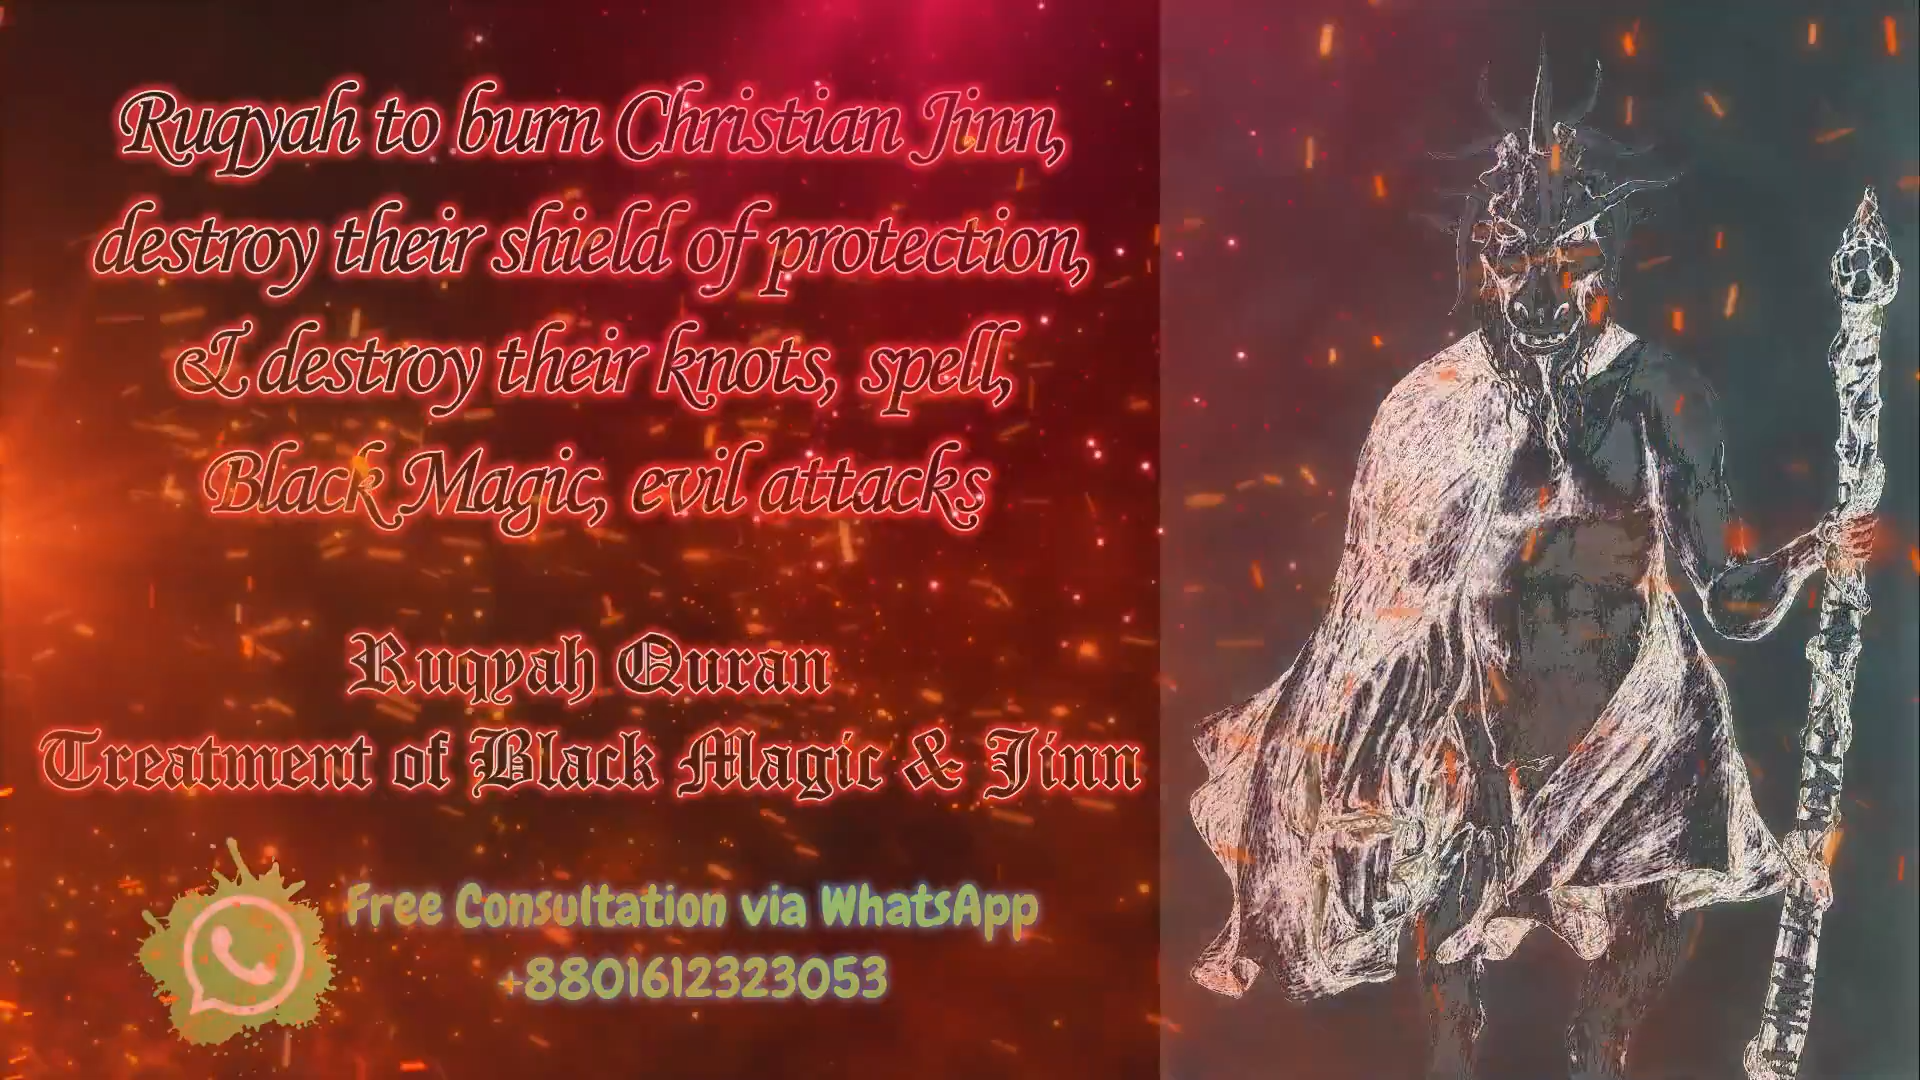 Ruqyah to burn Christian Jinn,
destroy their shield of protection,
& destroy their knots, spell,
Black Magic, evil attacks
Ruqyah Quran
Treatment of Black Magic & Jinn
Free Consultation via WhatsApp
+8801612323053